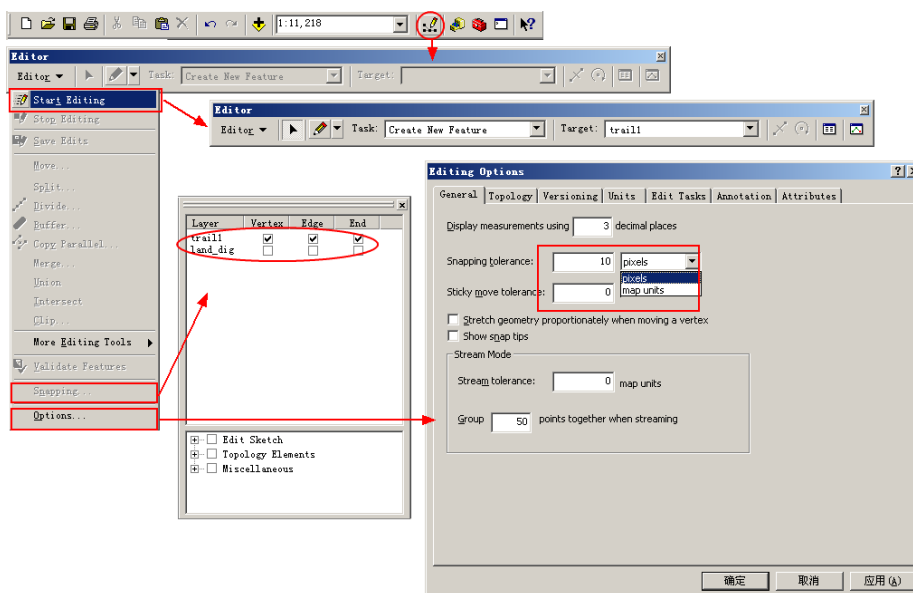 1:11,218
Editor
Editor Task: Create New Feature Target:
Start Editing
Stop Editing
Save Edits
Move...
Split...
Divide...
Buffer...
Copy Parallel...
Merge...
Union
Intersect
Clip...
More Editing Tools
Validate Features
Snapping...
Options...
Editor
Editor Task: Create New Feature Target: trail1
Layer Vertex Edge End
trail1
land_dig
Edit Sketch
Topology Elements
Miscellaneous
Editing Options
General Topology Versioning Units Edit Tasks Annotation Attributes
Display measurements using 3 decimal places
Snapping tolerance: 10 pixels
pixels
map units
Sticky move tolerance: 0
Stretch geometry proportionately when moving a vertex
Show snap tips
Stream Mode
Stream tolerance: 0 map units
Group 50 points together when streaming
确定 取消 应用(A)